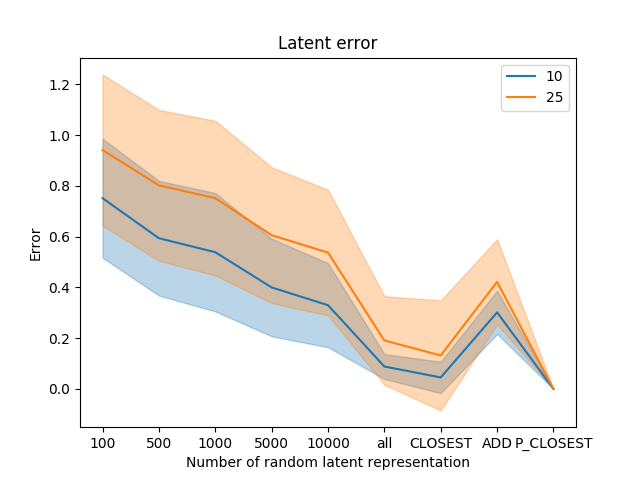 Latent error
10
25
Error
1.2
1.0
0.8
0.6
0.4
0.2
0.0
100 500 1000 5000 10000 all CLOSEST ADD P_CLOSEST
Number of random latent representation